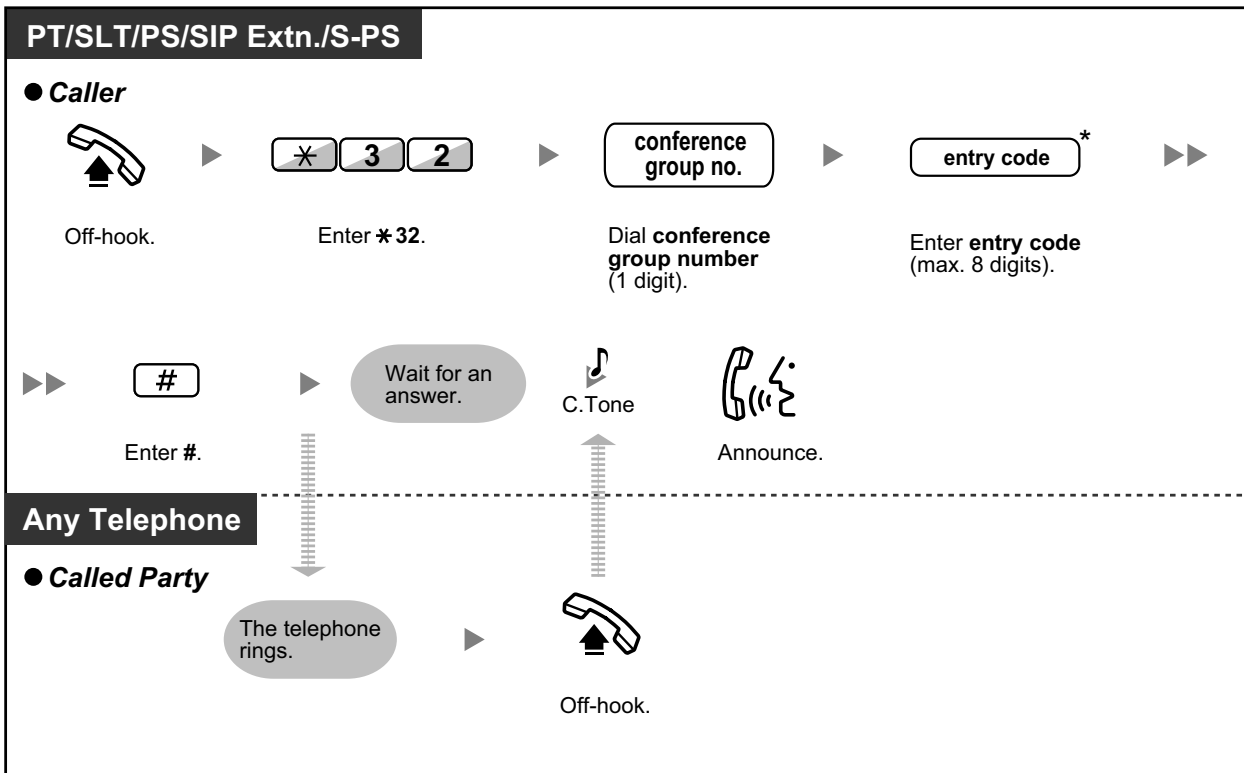 PT/SLT/PS/SIP Extn./S-PS
● Caller
* 3 2
conference
group no.
entry code*
Off-hook.
Enter *32.
Dial conference
group number
(1 digit).
Enter entry code
(max. 8 digits).
#
Wait for an
answer.
C.Tone
Enter #.
Announce.
Any Telephone
● Called Party
The telephone
rings.
Off-hook.